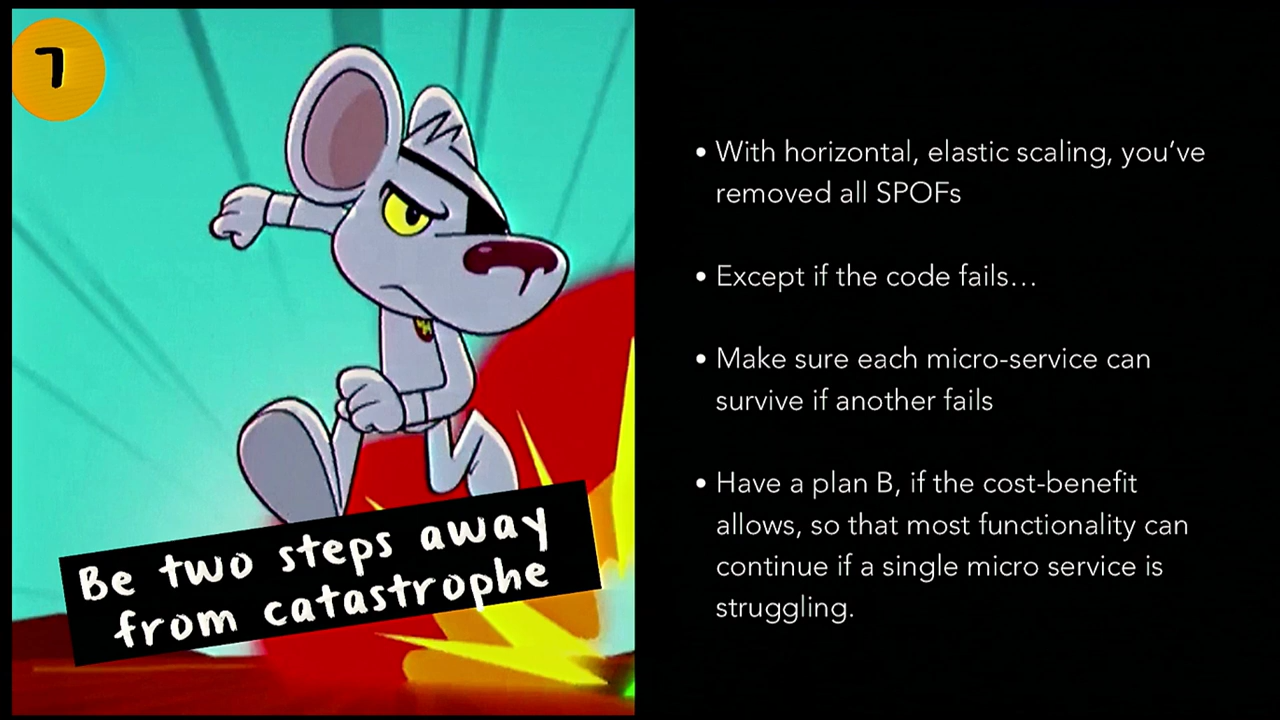 7
Be two steps away
from catastrophe
• With horizontal, elastic scaling, you've
removed all SPOFs
• Except if the code fails...
• Make sure each micro-service can
survive if another fails
• Have a plan B, if the cost-benefit
allows, so that most functionality can
continue if a single micro service is
struggling.